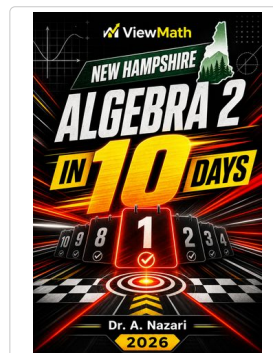 ViewMath
NEW HAMPSHIRE
ALGEBRA 2
IN 10 DAYS
10 9 8 1 2 3 4
Dr. A. Nazari
2026